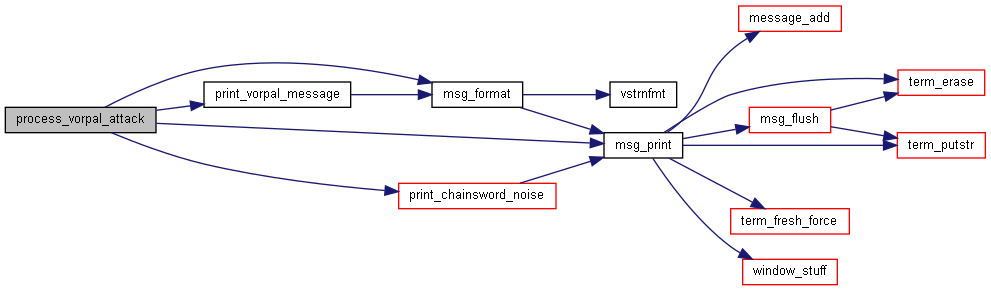 message_add
term_erase
print_vorpal_message
msg_format
vstrnfmt
process_vorpal_attack
msg_flush
msg_print
term_putstr
print_chainsword_noise
term_fresh_force
window_stuff